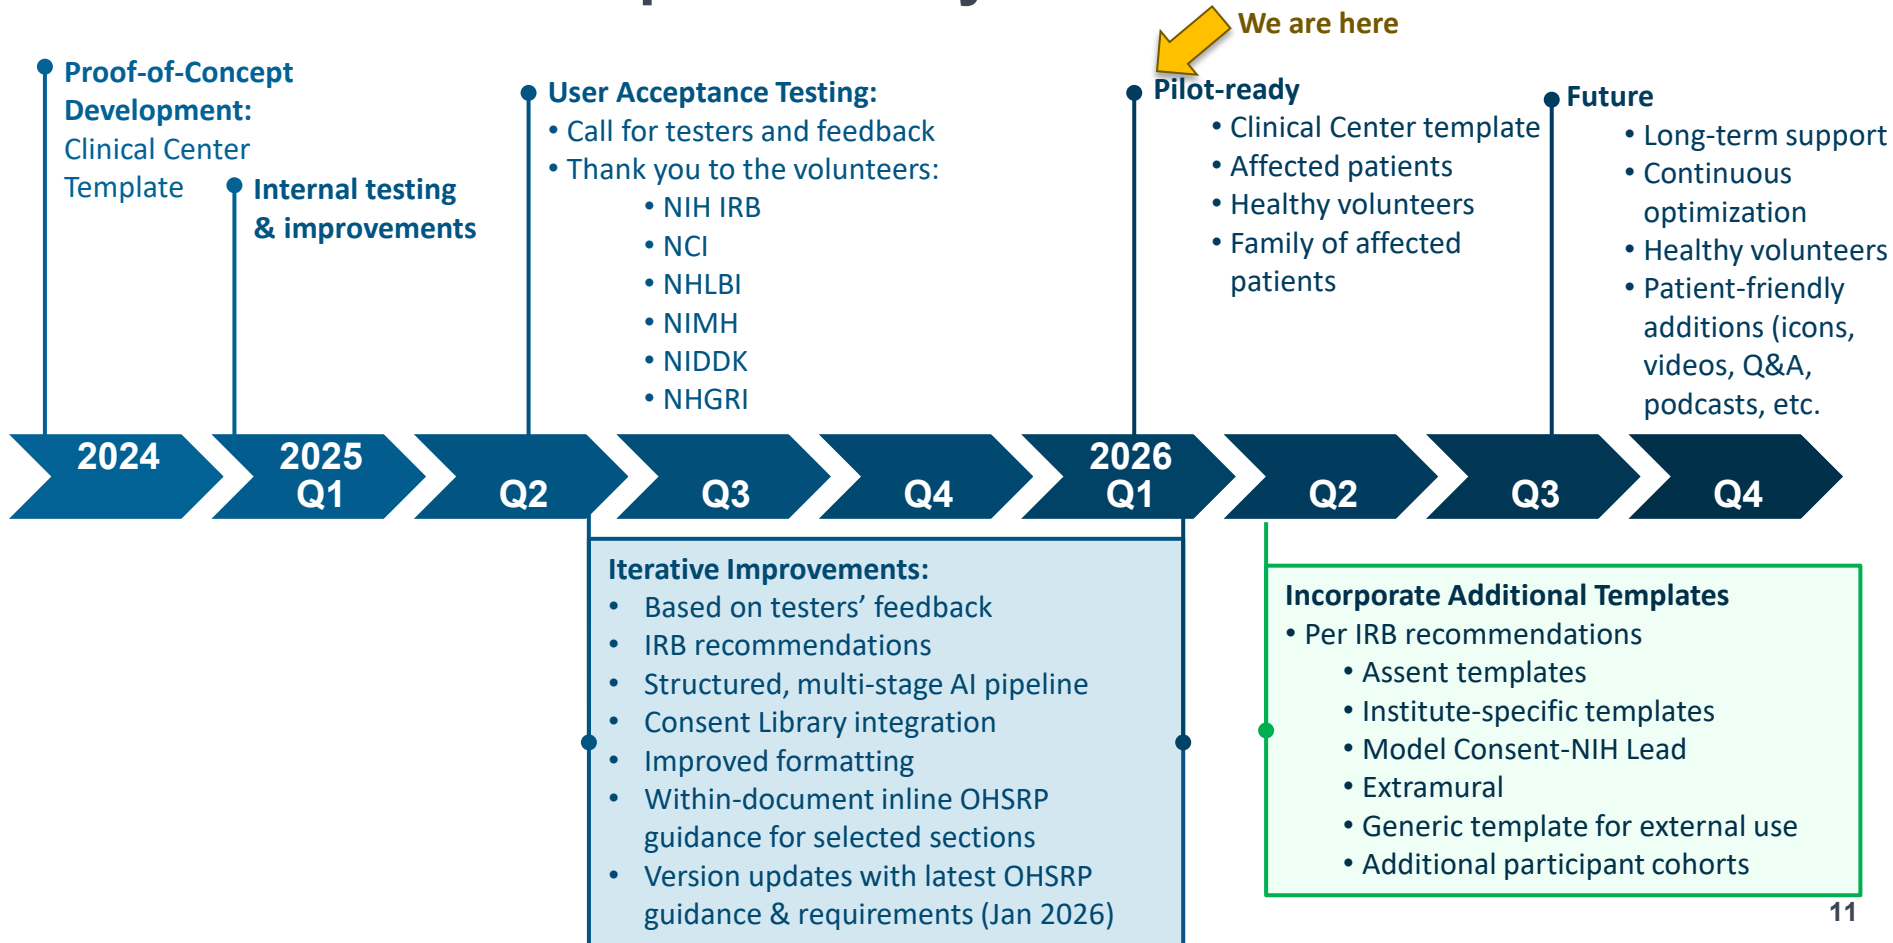 We are here
Proof-of-Concept
Development:
Clinical Center
Template
Internal testing
& improvements
User Acceptance Testing:
• Call for testers and feedback
• Thank you to the volunteers:
• NIH IRB
• NCI
• NHLBI
• NIMH
• NIDDK
• NHGRI
Pilot-ready
• Clinical Center template
• Affected patients
• Healthy volunteers
• Family of affected
patients
Future
• Long-term support
• Continuous
optimization
• Healthy volunteers
• Patient-friendly
additions (icons,
videos, Q&A,
podcasts, etc.
2024
2025
Q1
Q2
Q3
Q4
2026
Q1
Q2
Q3
Q4
Iterative Improvements:
• Based on testers’ feedback
• IRB recommendations
• Structured, multi-stage AI pipeline
• Consent Library integration
• Improved formatting
• Within-document inline OHSRP
guidance for selected sections
• Version updates with latest OHSRP
guidance & requirements (Jan 2026)
Incorporate Additional Templates
• Per IRB recommendations
• Assent templates
• Institute-specific templates
• Model Consent-NIH Lead
• Extramural
• Generic template for external use
• Additional participant cohorts
11